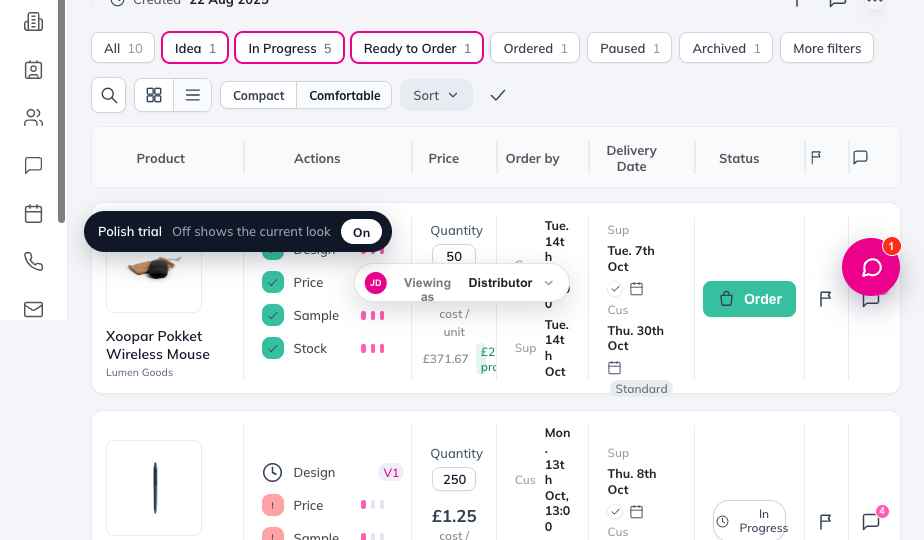 Created 22 Aug 2025
All 10
Idea 1
In Progress 5
Ready to Order 1
Ordered 1
Paused 1
Archived 1
More filters
Compact
Comfortable
Sort
Product
Actions
Price
Order by
Delivery
Date
Status
Polish trial Off shows the current look On
Xoopar Pokket
Wireless Mouse
Lumen Goods
Design
Price
Sample
Stock
Quantity
50
cost /
unit
£371.67
£2
pro
Tue.
14t
h
0
Sup
Tue.
14t
h
Oct
JD
Viewing
as
Distributor
Sup
Tue. 7th
Oct
Cus
Thu. 30th
Oct
Standard
Order
1
Design V1
Price
Sample
Quantity
250
£1.25
cost /
Cus
Mon
.
13t
h
Oct,
13:0
0
Sup
Thu. 8th
Oct
Cus
In
Progress
4